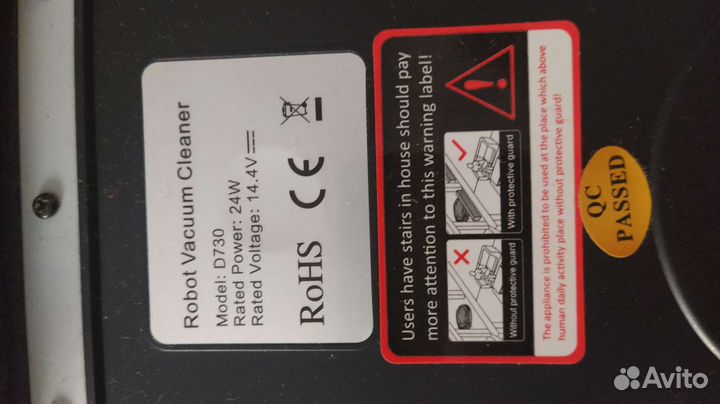 Robot Vacuum Cleaner
Model: D730
Rated Power: 24W
Rated Voltage: 14.4V
RoHS CE
Users have stairs in house should pay
more attention to this warning label!
Without protective guard
With protective guard
The appliance is prohibited to be used at the place which above
human daily activity place without protective guard!
QC
PASSED
Avito